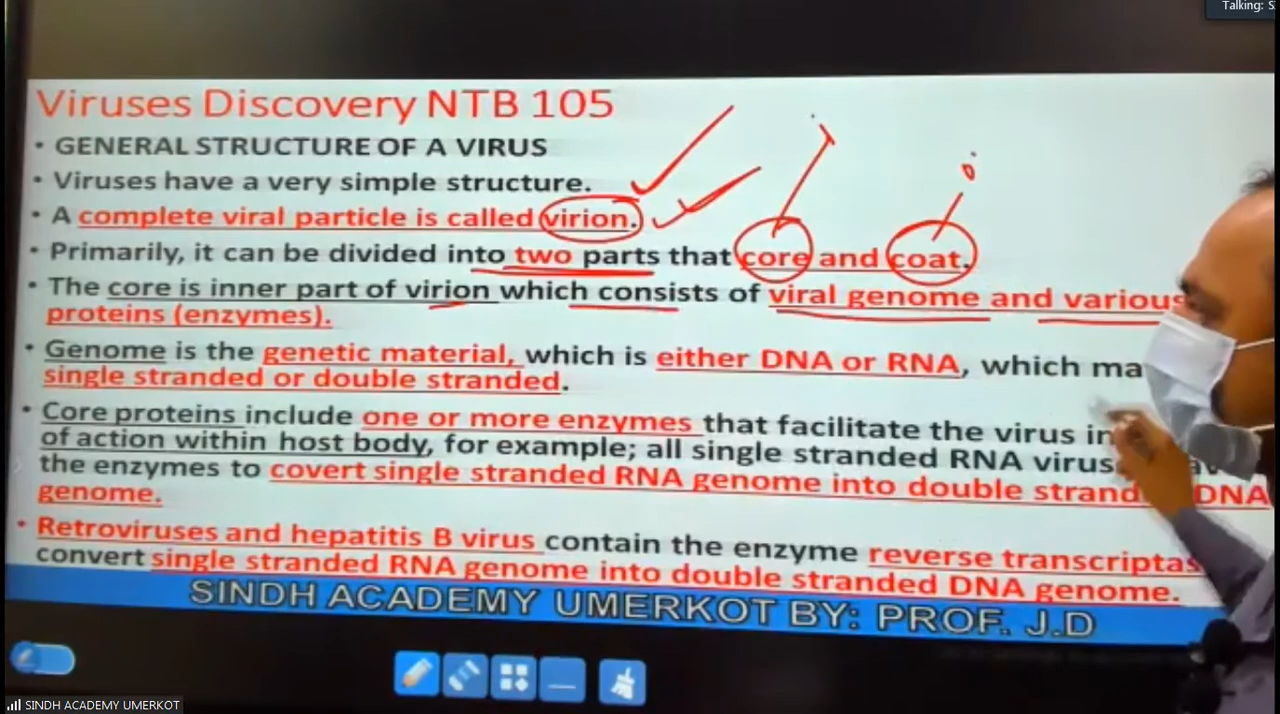 Talking: S
Viruses Discovery NTB 105
• GENERAL STRUCTURE OF A VIRUS
• Viruses have a very simple structure.
• A complete viral particle is called virion.
• Primarily, it can be divided into two parts that core and coat.
• The core is inner part of virion which consists of viral genome and various
proteins (enzymes).
• Genome is the genetic material, which is either DNA or RNA, which ma
single stranded or double stranded.
• Core proteins include one or more enzymes that facilitate the virus in
of action within host body, for example; all single stranded RNA virus
the enzymes to covert single stranded RNA genome into double strand DNA
genome.
• Retroviruses and hepatitis B virus contain the enzyme reverse transcriptas
convert single stranded RNA genome into double stranded DNA genome.
SINDH ACADEMY UMERKOT BY: PROF. J.D
SINDH ACADEMY UMERKOT